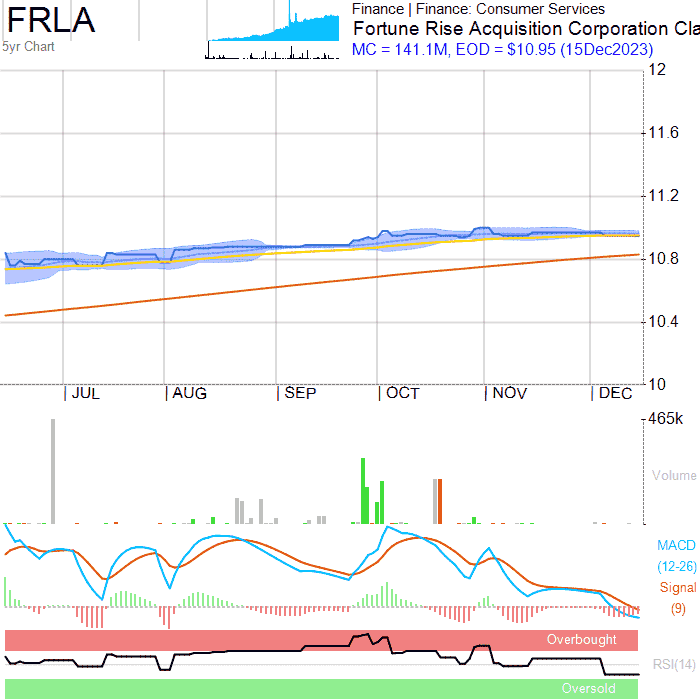 FRLA
5yr Chart
Finance | Finance: Consumer Services
Fortune Rise Acquisition Corporation Cla
MC = 141.1M, EOD = $10.95 (15Dec2023)
12
11.6
11.2
10.8
10.4
10
| JUL | AUG | SEP | OCT | NOV | DEC
465k
Volume
MACD
(12-26)
Signal
(9)
Overbought
RSI(14)
Oversold